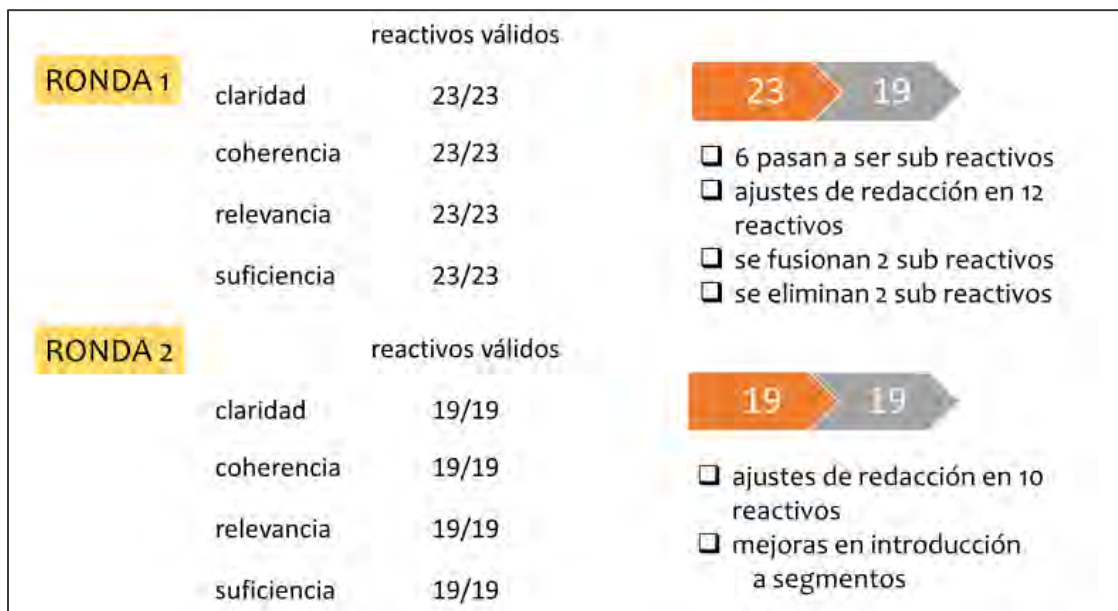 reactivos válidos
RONDA 1
claridad 23/23
coherencia 23/23
relevancia 23/23
suficiencia 23/23
23 19
❑ 6 pasan a ser sub reactivos
❑ ajustes de redacción en 12
reactivos
❑ se fusionan 2 sub reactivos
❑ se eliminan 2 sub reactivos
RONDA 2
reactivos válidos
claridad 19/19
coherencia 19/19
relevancia 19/19
suficiencia 19/19
19 19
❑ ajustes de redacción en 10
reactivos
❑ mejoras en introducción
a segmentos